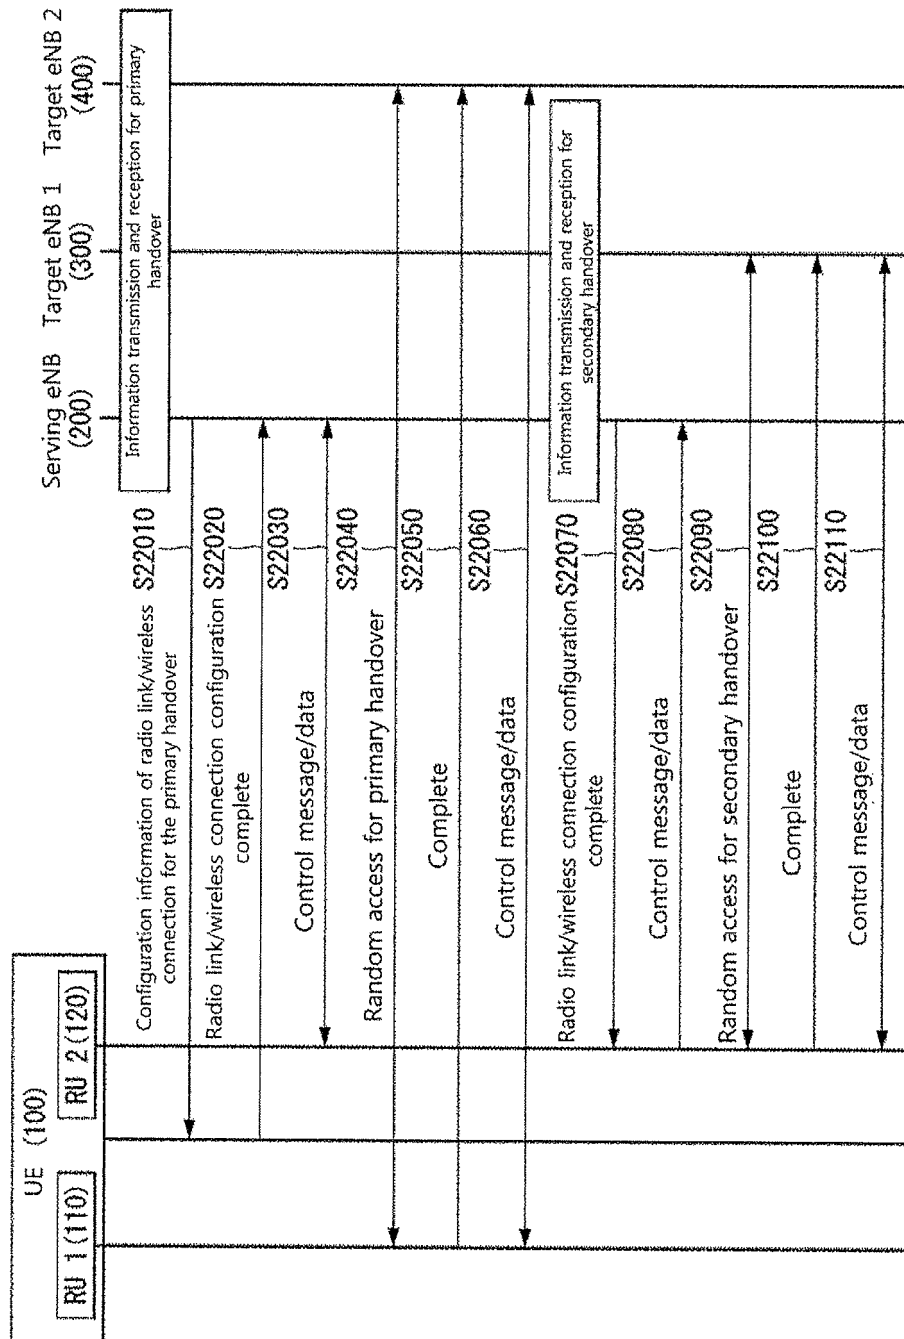 UE (100)
RU 1 (110)
RU 2 (120)
Serving eNB
(200)
Target eNB 1
(300)
Target eNB 2
(400)
Information transmission and reception for primary
handover
Configuration information of radio link/wireless
connection for the primary handover
S22010
Radio link/wireless connection configuration
complete
S22020
Control message/data
S22030
Random access for primary handover
S22040
Complete
S22050
Control message/data
S22060
Information transmission and reception for
secondary handover
Radio link/wireless connection configuration
complete
S22070
Control message/data
S22080
Random access for secondary handover
S22090
Complete
S22100
Control message/data
S22110